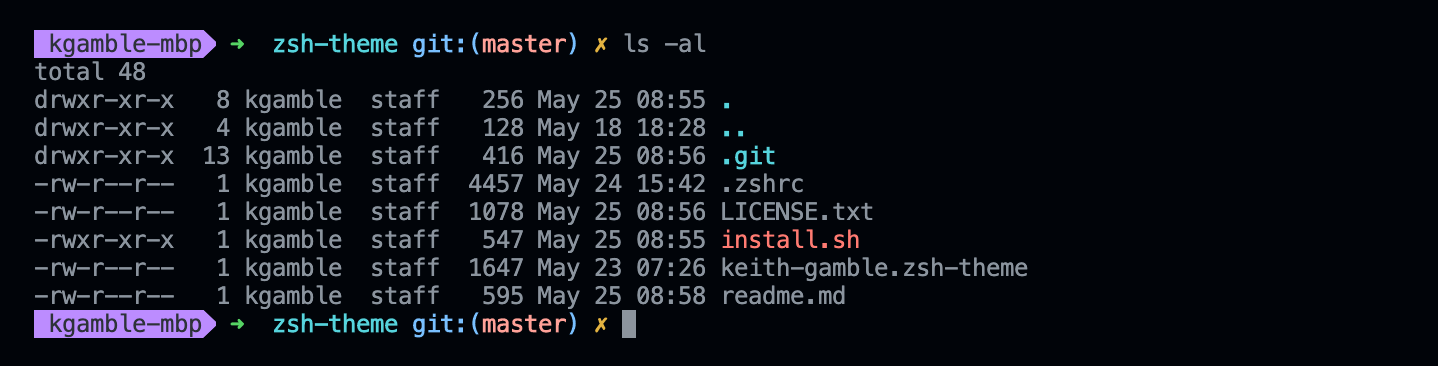 kgamble-mbp ➜  zsh-theme git:(master) ✗ ls -al
total 48
drwxr-xr-x   8 kgamble  staff   256 May 25 08:55 .
drwxr-xr-x   4 kgamble  staff   128 May 18 18:28 ..
drwxr-xr-x  13 kgamble  staff   416 May 25 08:56 .git
-rw-r--r--   1 kgamble  staff  4457 May 24 15:42 .zshrc
-rw-r--r--   1 kgamble  staff  1078 May 25 08:56 LICENSE.txt
-rwxr-xr-x   1 kgamble  staff   547 May 25 08:55 install.sh
-rw-r--r--   1 kgamble  staff  1647 May 23 07:26 keith-gamble.zsh-theme
-rw-r--r--   1 kgamble  staff   595 May 25 08:58 readme.md
kgamble-mbp ➜  zsh-theme git:(master) ✗